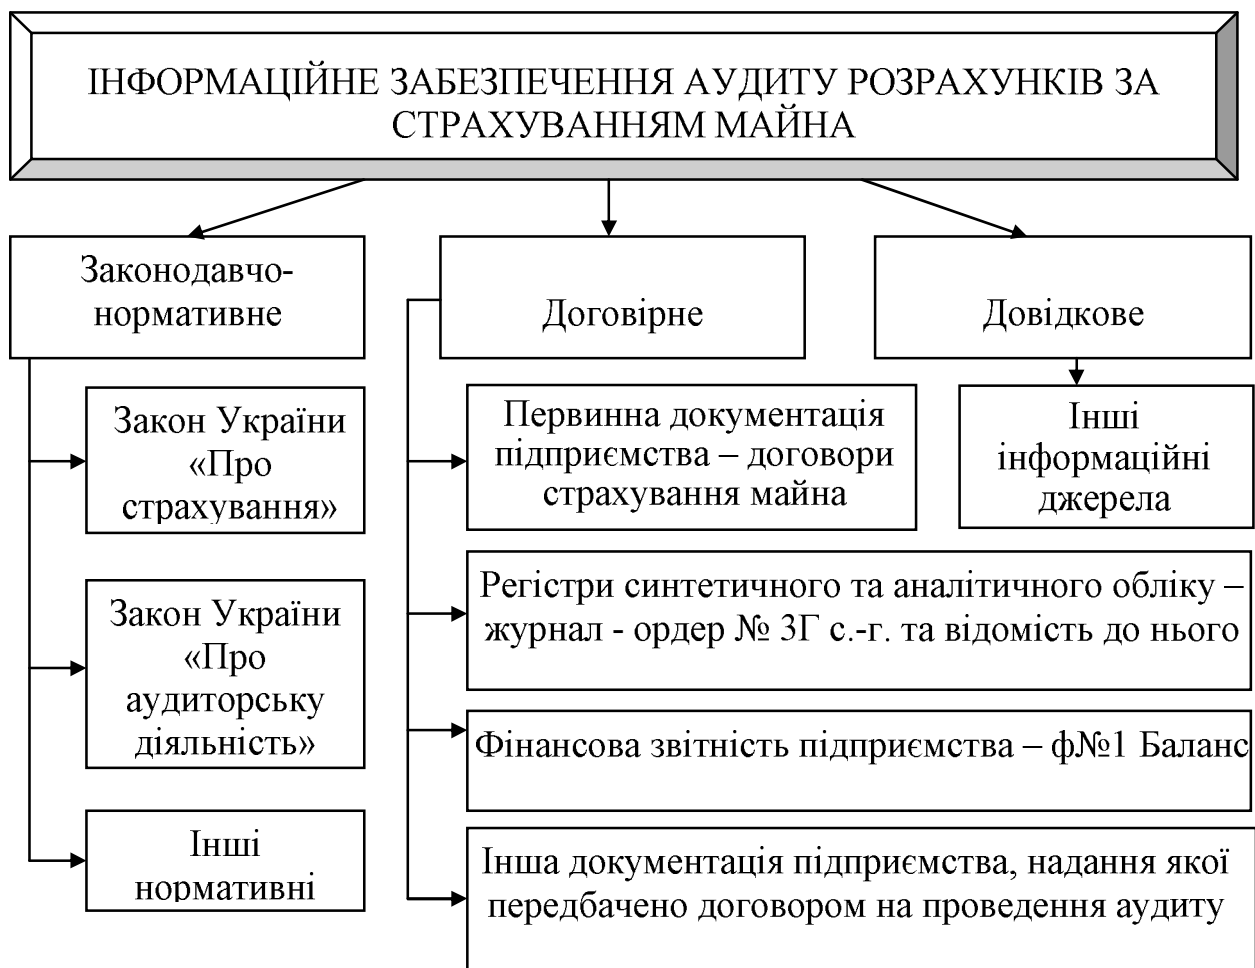 ІНФОРМАЦІЙНЕ ЗАБЕЗПЕЧЕННЯ АУДИТУ РОЗРАХУНКІВ ЗА
СТРАХУВАННЯМ МАЙНА
Законодавчо-
нормативне
Договірне
Довідкове
Закон України
«Про
страхування»
Закон України
«Про
аудиторську
діяльність»
Інші
нормативні
Первинна документація
підприємства – договори
страхування майна
Регістри синтетичного та аналітичного обліку –
журнал - ордер № 3Г с.-г. та відомість до нього
Фінансова звітність підприємства – ф№1 Баланс
Інша документація підприємства, надання якої
передбачено договором на проведення аудиту
Інші
інформаційні
джерела